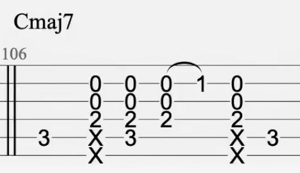 Cmaj7
106
0 0 0 1 0
0 0 0 0
2 2 2 2
3 X 3 X 3
X X